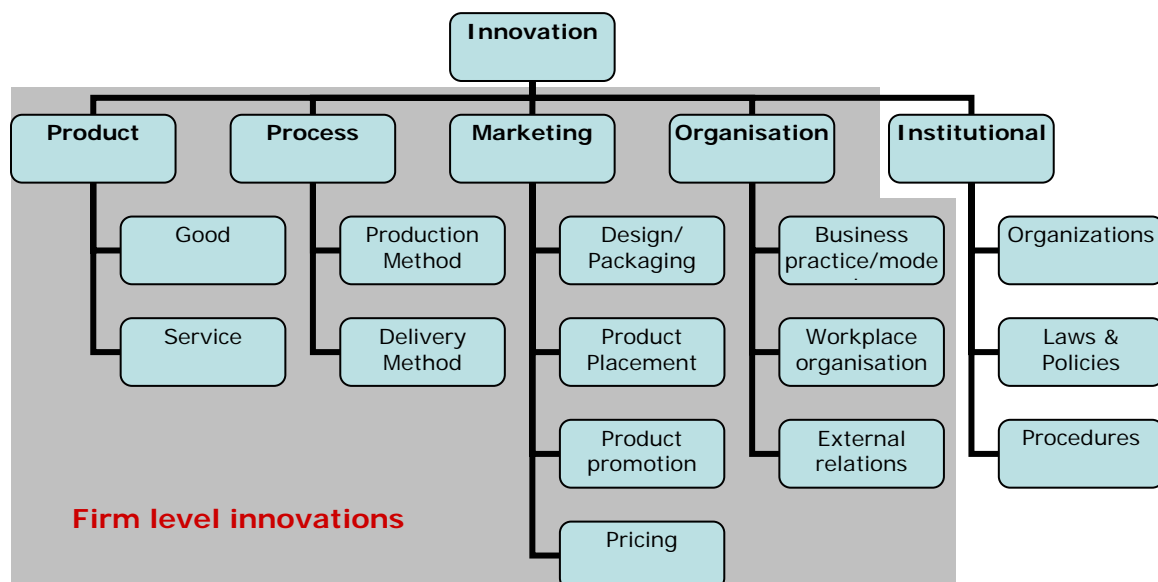 Innovation
Product
Process
Marketing
Organisation
Institutional
Good
Production
Method
Design/
Packaging
Business
practice/mode
Organizations
Service
Delivery
Method
Product
Placement
Workplace
organisation
Laws &
Policies
Product
promotion
External
relations
Procedures
Firm level innovations
Pricing